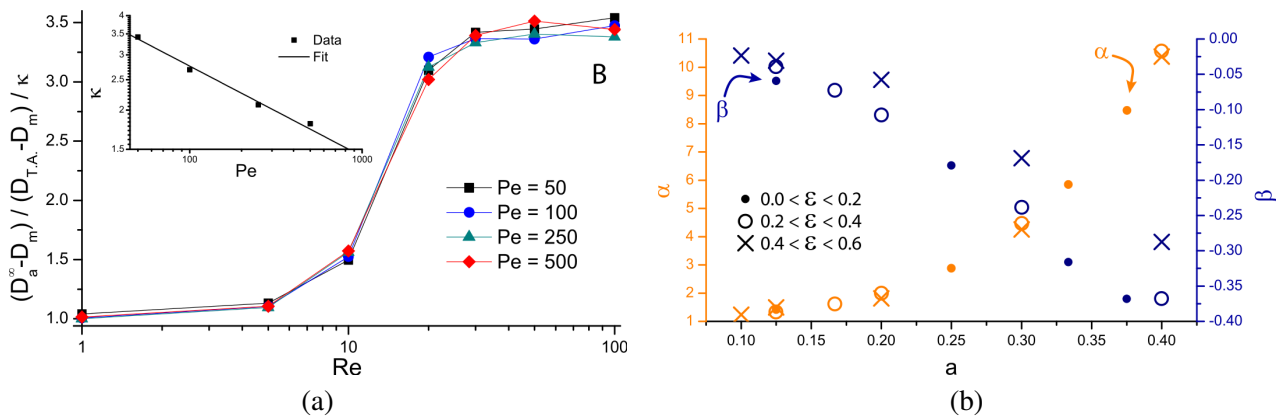 (D_a^∞-D_m) / (D_T.A.-D_m) / κ
3.5
3.0
2.5
2.0
1.5
1.0
1
10
100
Re
κ
4
3.5
3
2.5
2
1.5
100
1000
Pe
Data
Fit
B
Pe = 50
Pe = 100
Pe = 250
Pe = 500
(a)
α
11
10
9
8
7
6
5
4
3
2
1
β
α
0.0 < ε < 0.2
0.2 < ε < 0.4
0.4 < ε < 0.6
0.00
-0.05
-0.10
-0.15
-0.20
-0.25
-0.30
-0.35
-0.40
β
0.10
0.15
0.20
0.25
0.30
0.35
0.40
a
(b)